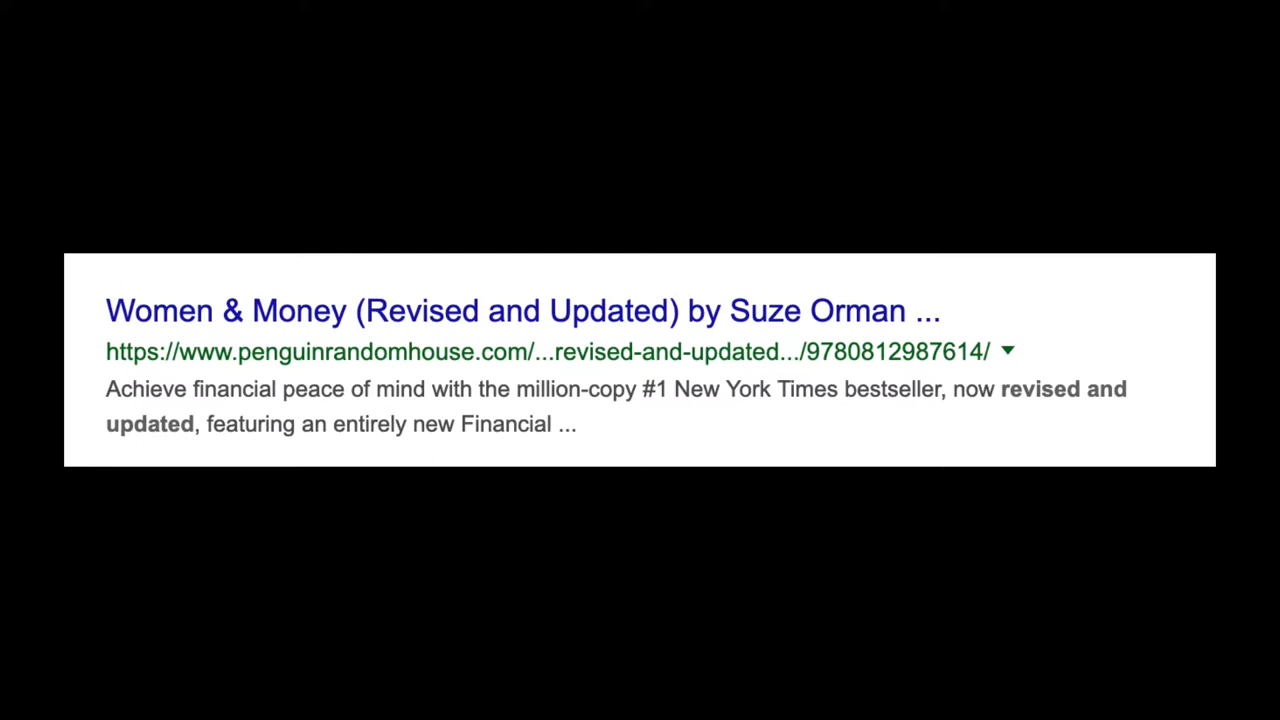 Women & Money (Revised and Updated) by Suze Orman ...
https://www.penguinrandomhouse.com/...revised-and-updated.../9780812987614/
Achieve financial peace of mind with the million-copy #1 New York Times bestseller, now revised and
updated, featuring an entirely new Financial ...